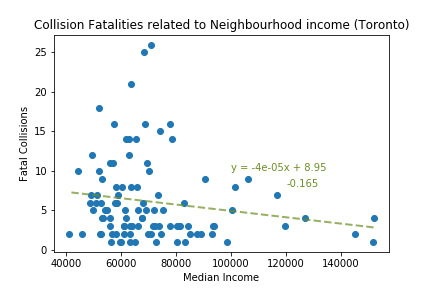 Collision Fatalities related to Neighbourhood income (Toronto)
25
20
15
10
5
0
Fatal Collisions
y = -4e-05x + 8.95
-0.165
40000 60000 80000 100000 120000 140000
Median Income